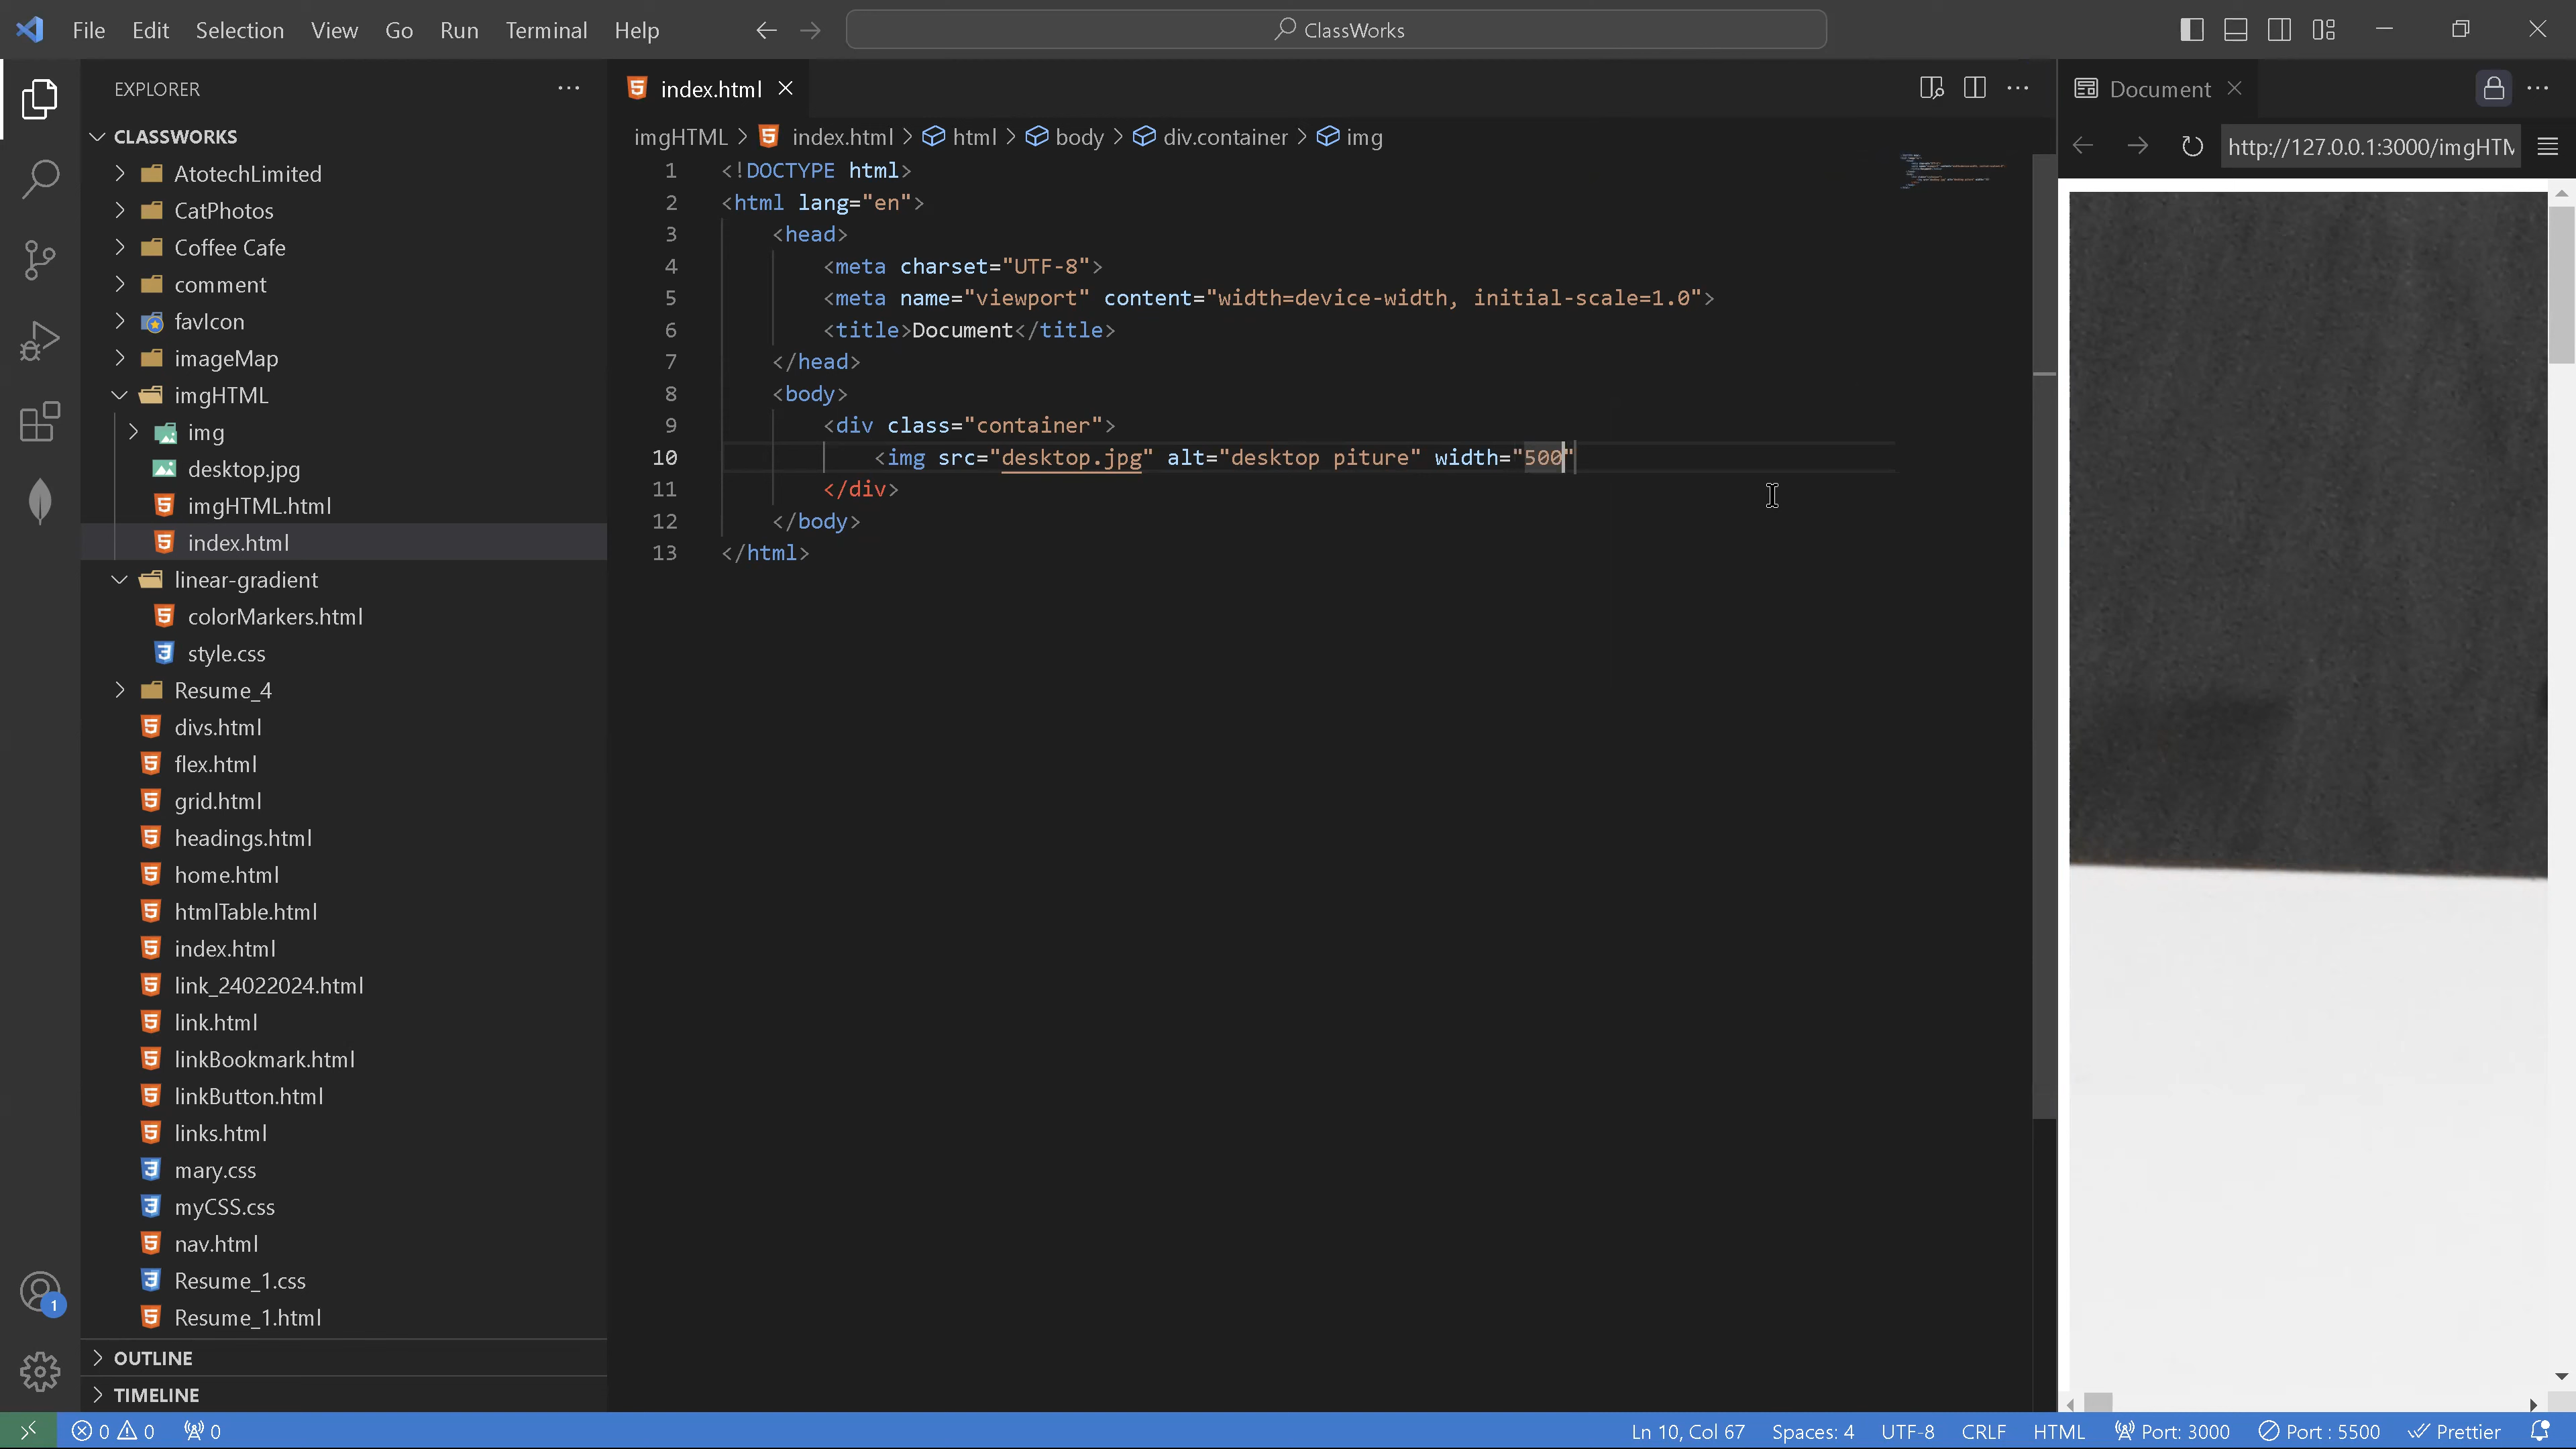 File Edit Selection View Go Run Terminal Help
ClassWorks
EXPLORER
CLASSWORKS
AtotechLimited
CatPhotos
Coffee Cafe
comment
favIcon
imageMap
imgHTML
img
desktop.jpg
imgHTML.html
index.html
linear-gradient
colorMarkers.html
style.css
Resume_4
divs.html
flex.html
grid.html
headings.html
home.html
htmlTable.html
index.html
link_24022024.html
link.html
linkBookmark.html
linkButton.html
links.html
mary.css
myCSS.css
nav.html
Resume_1.css
Resume_1.html
OUTLINE
TIMELINE
1
index.html
imgHTML > index.html > html > body > div.container > img
1 <!DOCTYPE html>
2 <html lang="en">
3 <head>
4 <meta charset="UTF-8">
5 <meta name="viewport" content="width=device-width, initial-scale=1.0">
6 <title>Document</title>
7 </head>
8 <body>
9 <div class="container">
10 <img src="desktop.jpg" alt="desktop piture" width="500"
11 </div>
12 </body>
13 </html>
Document
http://127.0.0.1:3000/imgHTM
0 0 0 Ln 10, Col 67 Spaces: 4 UTF-8 CRLF HTML Port: 3000 Port : 5500 Prettier